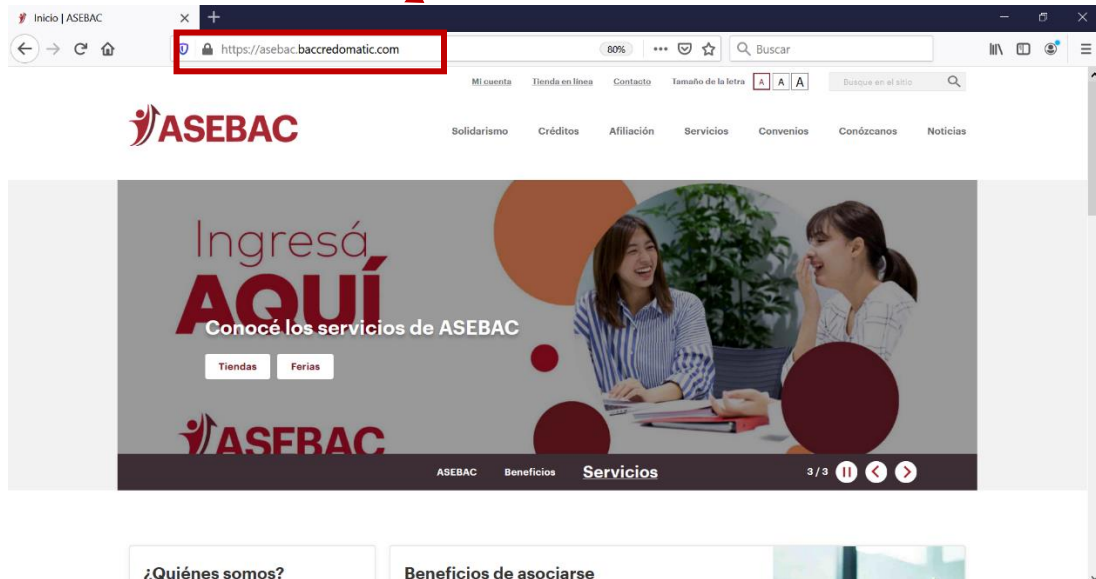 Inicio | ASEBAC
https://asebac.baccredomatic.com
80%
Buscar
Mi cuenta Tienda en línea Contacto Tamaño de la letra A A A Busque en el sitio
ASEBAC
Solidarismo Créditos Afiliación Servicios Convenios Conózcanos Noticias
Ingresá
AQUÍ
Conocé los servicios de ASEBAC
Tiendas Ferias
ASEBAC
ASEBAC Beneficios Servicios 3/3
¿Quiénes somos? Beneficios de asociarse